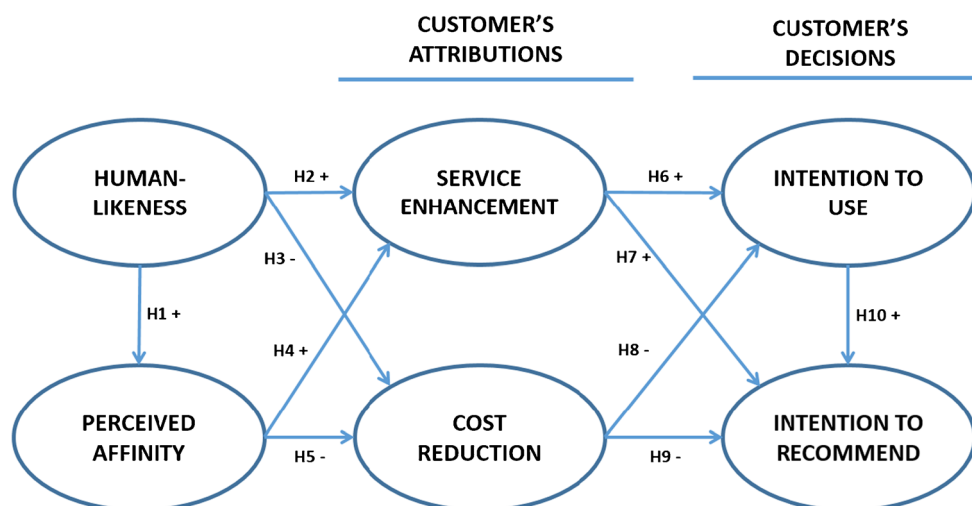 CUSTOMER'S
ATTRIBUTIONS
CUSTOMER'S
DECISIONS
HUMAN-
LIKENESS
H2 +
SERVICE
ENHANCEMENT
H6 +
INTENTION TO
USE
H3 -
H7 +
H1 +
H10 +
H4 +
H8 -
PERCEIVED
AFFINITY
H5 -
COST
REDUCTION
H9 -
INTENTION TO
RECOMMEND